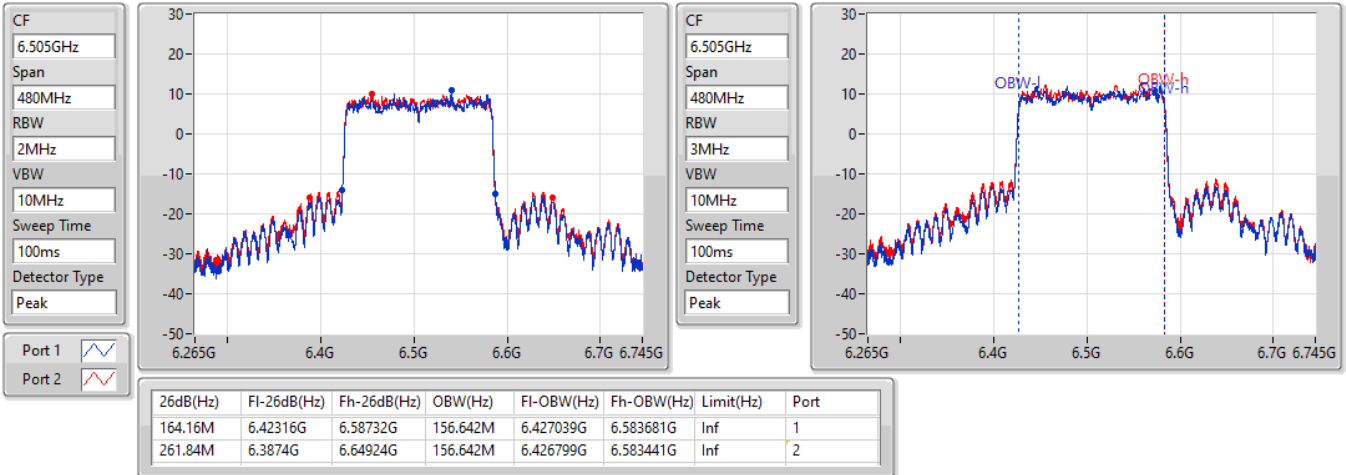 CF
6.505GHz
Span
480MHz
RBW
2MHz
VBW
10MHz
Sweep Time
100ms
Detector Type
Peak
Port 1
Port 2
30
20
10
0
-10
-20
-30
-40
-50
6.265G 6.4G 6.5G 6.6G 6.7G 6.745G
CF
6.505GHz
Span
480MHz
RBW
3MHz
VBW
10MHz
Sweep Time
100ms
Detector Type
Peak
30
20
10
0
-10
-20
-30
-40
-50
OBW-l
OBW-h
OBW-h
6.265G 6.4G 6.5G 6.6G 6.7G 6.745G
26dB(Hz) Fl-26dB(Hz) Fh-26dB(Hz) OBW(Hz) Fl-OBW(Hz) Fh-OBW(Hz) Limit(Hz) Port
164.16M 6.42316G 6.58732G 156.642M 6.427039G 6.583681G Inf 1
261.84M 6.3874G 6.64924G 156.642M 6.426799G 6.583441G Inf 2